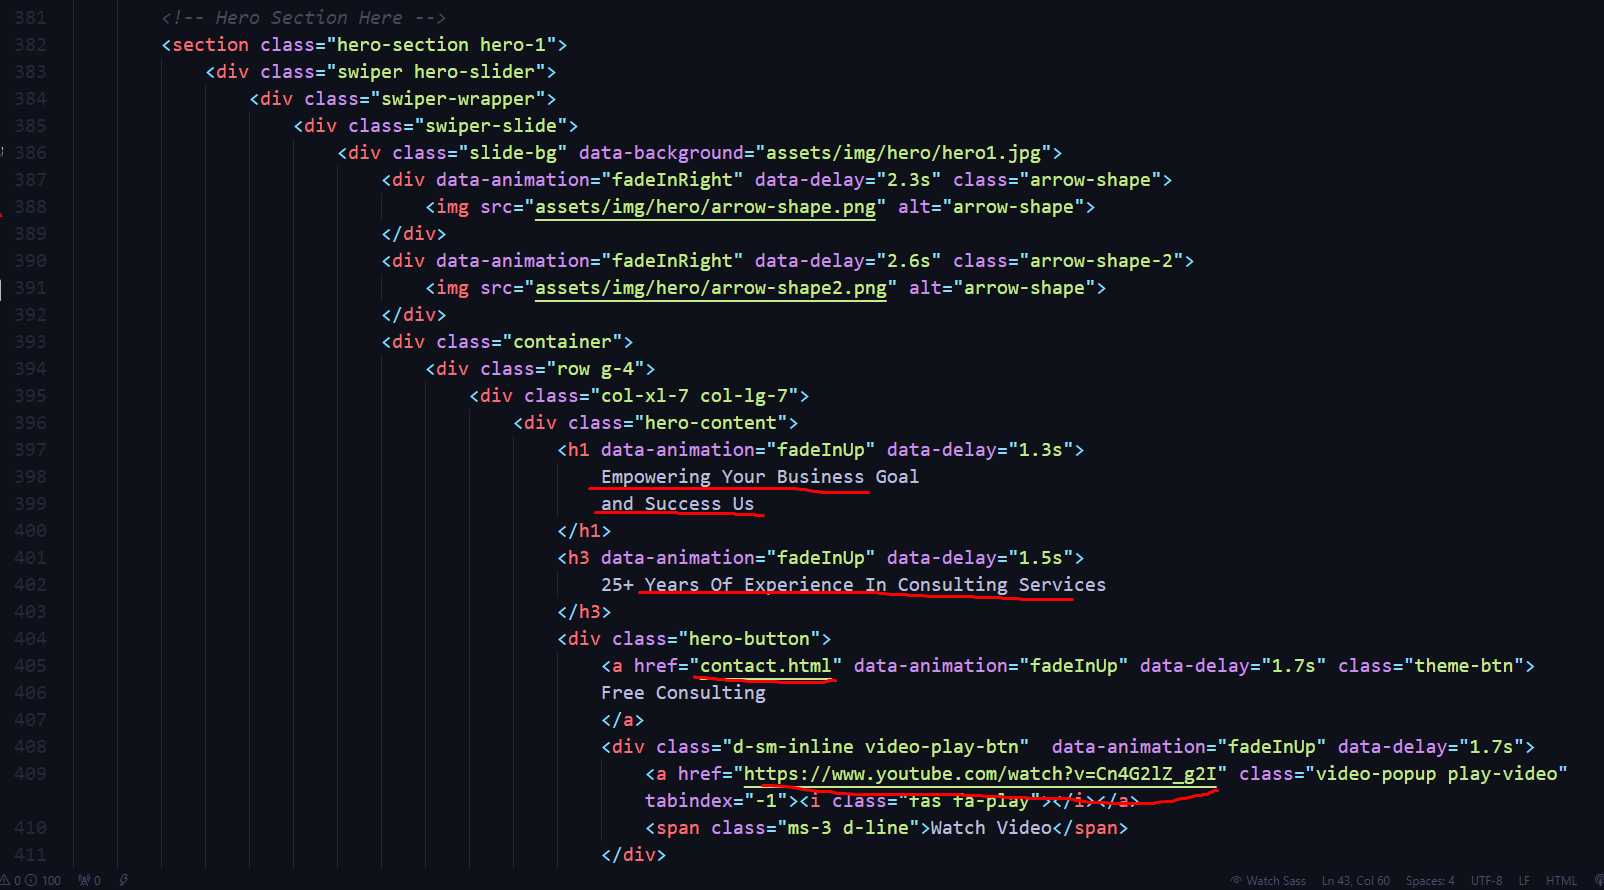 381 <!-- Hero Section Here -->
382 <section class="hero-section hero-1">
383 <div class="swiper hero-slider">
384 <div class="swiper-wrapper">
385 <div class="swiper-slide">
386 <div class="slide-bg" data-background="assets/img/hero/hero1.jpg">
387 <div data-animation="fadeInRight" data-delay="2.3s" class="arrow-shape">
388 <img src="assets/img/hero/arrow-shape.png" alt="arrow-shape">
389 </div>
390 <div data-animation="fadeInRight" data-delay="2.6s" class="arrow-shape-2">
391 <img src="assets/img/hero/arrow-shape2.png" alt="arrow-shape">
392 </div>
393 <div class="container">
394 <div class="row g-4">
395 <div class="col-xl-7 col-lg-7">
396 <div class="hero-content">
397 <h1 data-animation="fadeInUp" data-delay="1.3s">
398 Empowering Your Business Goal
399 and Success Us
400 </h1>
401 <h3 data-animation="fadeInUp" data-delay="1.5s">
402 25+ Years Of Experience In Consulting Services
403 </h3>
404 <div class="hero-button">
405 <a href="contact.html" data-animation="fadeInUp" data-delay="1.7s" class="theme-btn">
406 Free Consulting
407 </a>
408 <div class="d-sm-inline video-play-btn"  data-animation="fadeInUp" data-delay="1.7s">
409 <a href="https://www.youtube.com/watch?v=Cn4G2lZ_g2I" class="video-popup play-video"
tabindex="-1"><i class="fas fa-play"></i></a>
410 <span class="ms-3 d-line">Watch Video</span>
411 </div>
0 100 0 Watch Sass Ln 43, Col 60 Spaces: 4 UTF-8 LF HTML